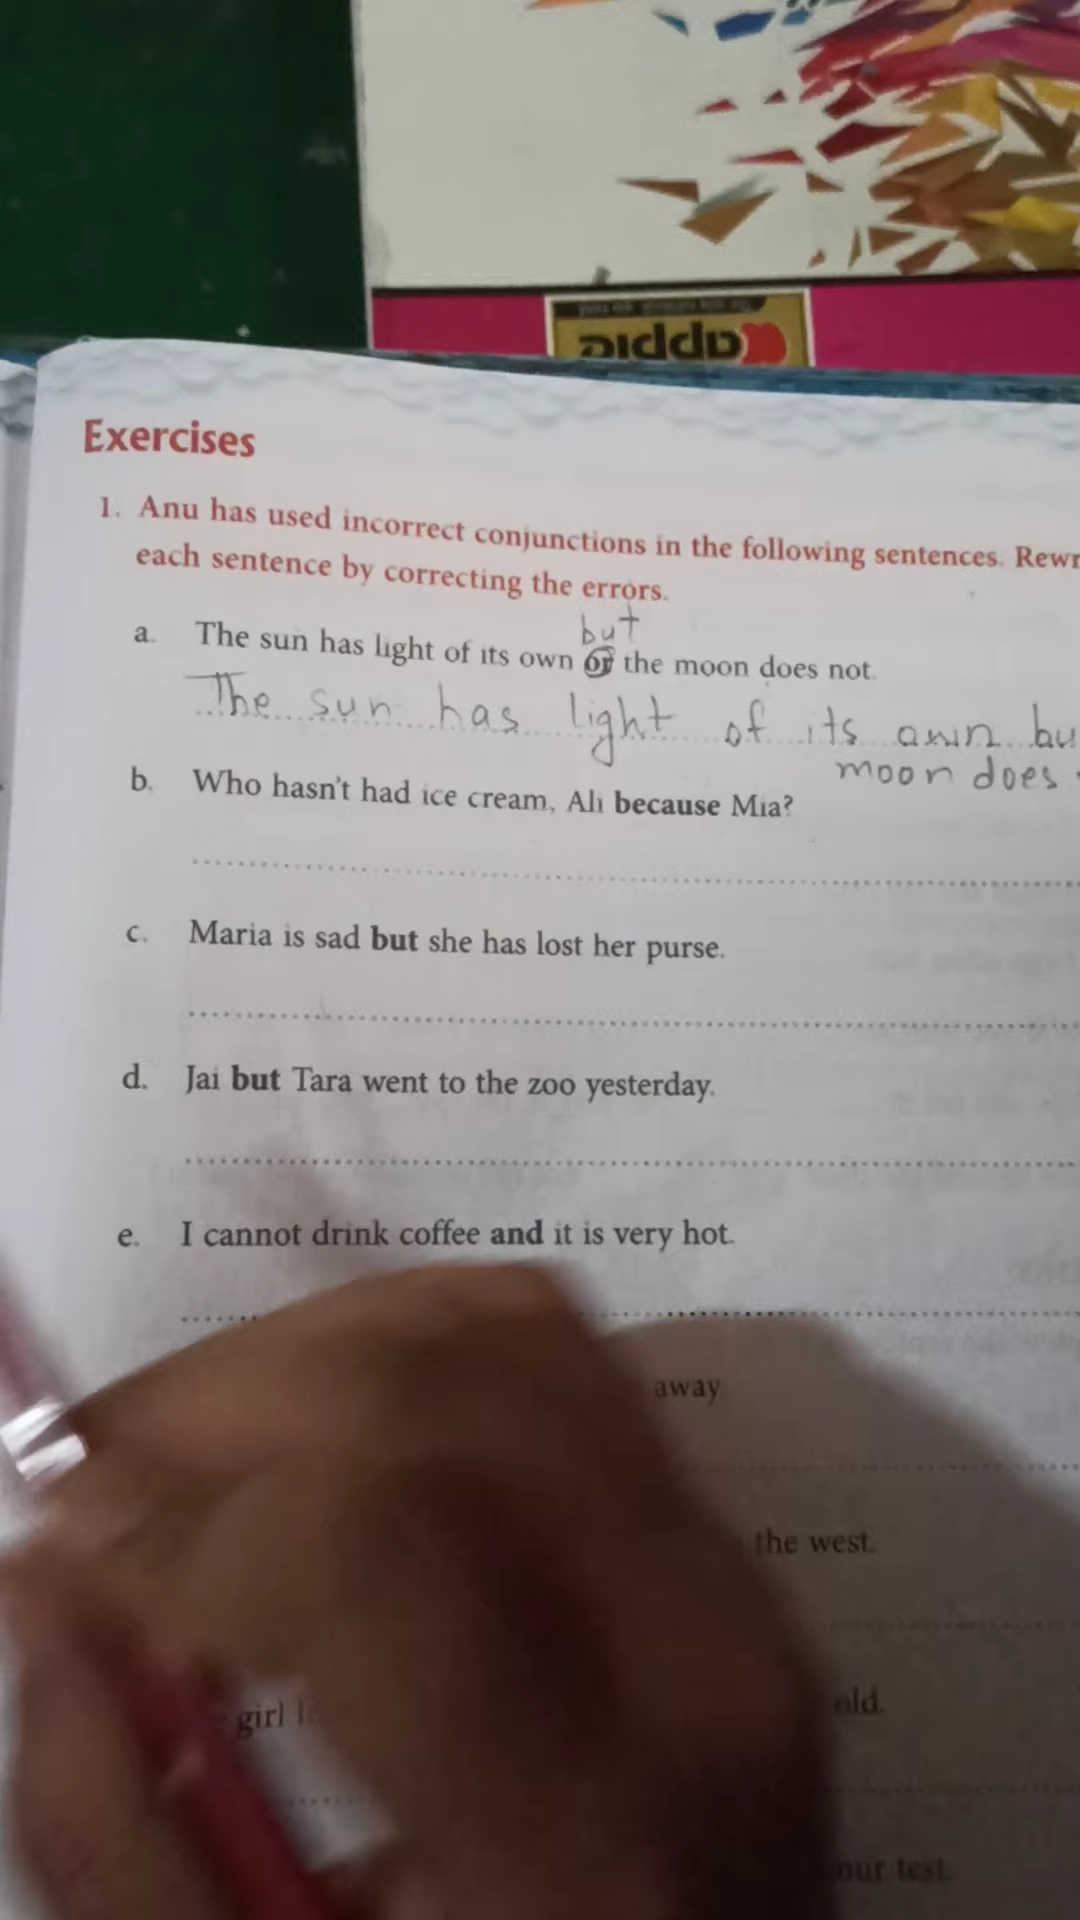 apple
Exercises
1. Anu has used incorrect conjunctions in the following sentences.
each sentence by correcting the errors.
but
a. The sun has light of its own or the moon does not.
The sun has light of its own
moon does
b. Who hasn't had ice cream, Ali because Mia?
c. Maria is sad but she has lost her purse.
d. Jai but Tara went to the zoo yesterday.
e. I cannot drink coffee and it is very hot.
away
the west.
girl
old.
test.